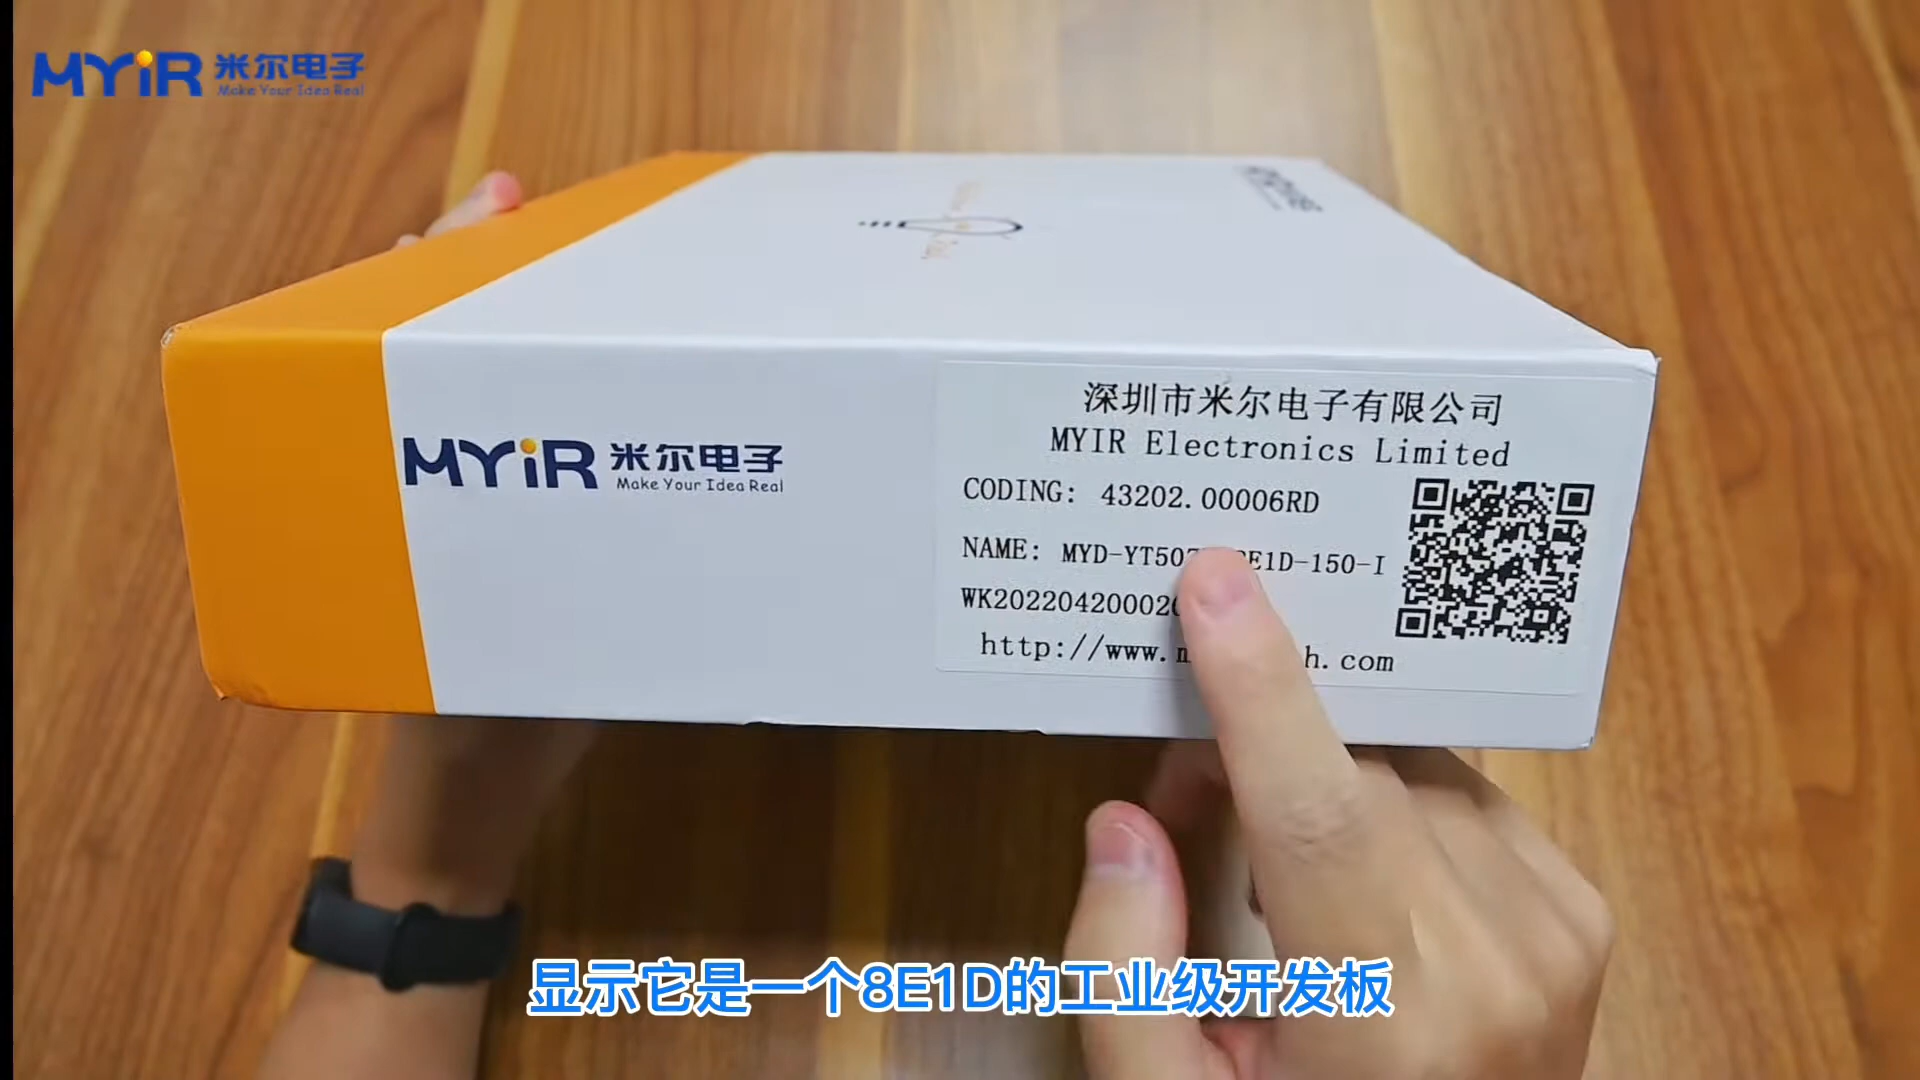 MYiR 米尔电子
Make Your Idea Real
MYiR 米尔电子
Make Your Idea Real
深圳市米尔电子有限公司
MYIR Electronics Limited
CODING: 43202.00006RD
NAME: MYD-YT507 E1D-150-I
WK2022042000
http://www. h.com
显示它是一个8E1D的工业级开发板